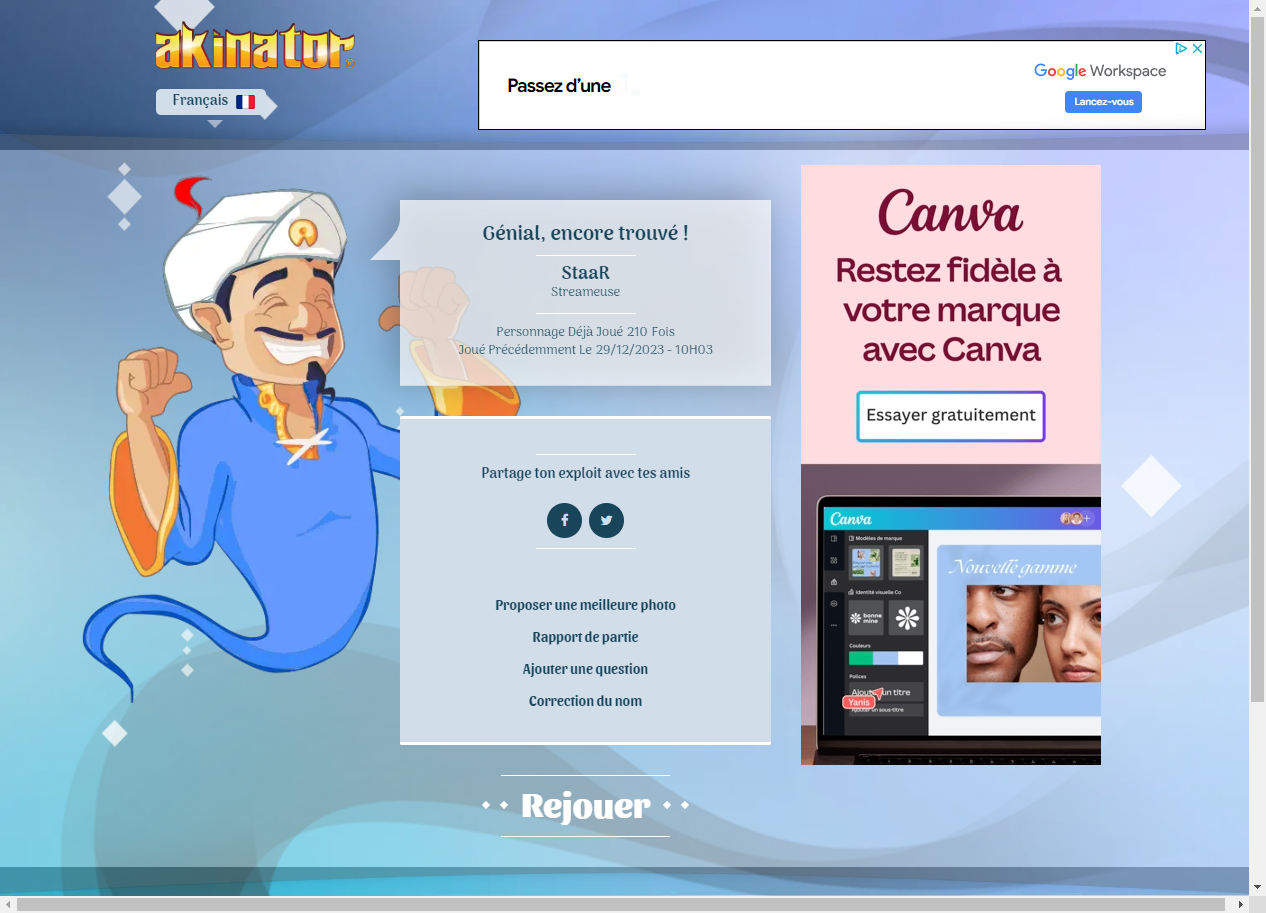 akinator
Français
Passez d'une
Google Workspace
Lancez-vous
Génial, encore trouvé !
StaaR
Streameuse
Personnage Déjà Joué 210 Fois
Joué Précédemment Le 29/12/2023 - 10H03
Partage ton exploit avec tes amis
Proposer une meilleure photo
Rapport de partie
Ajouter une question
Correction du nom
Rejouer
Canva
Restez fidèle à
votre marque
avec Canva
Essayer gratuitement
Canva
Modèles de marque
Nouvelle gamme
Identité visuelle Co
bonne
mine
Couleurs
Polices
Ajouter un titre
Yanis
Ajouter un sous-titre